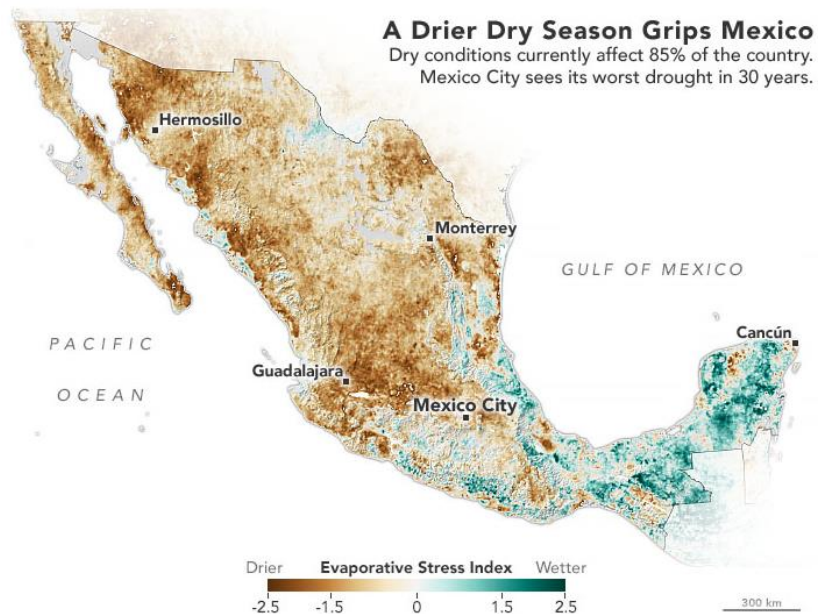 A Drier Dry Season Grips Mexico
Dry conditions currently affect 85% of the country.
Mexico City sees its worst drought in 30 years.
Hermosillo
Monterrey
GULF OF MEXICO
PACIFIC
OCEAN
Cancún
Guadalajara
Mexico City
Drier Evaporative Stress Index Wetter
-2.5 -1.5 0 1.5 2.5
300 km